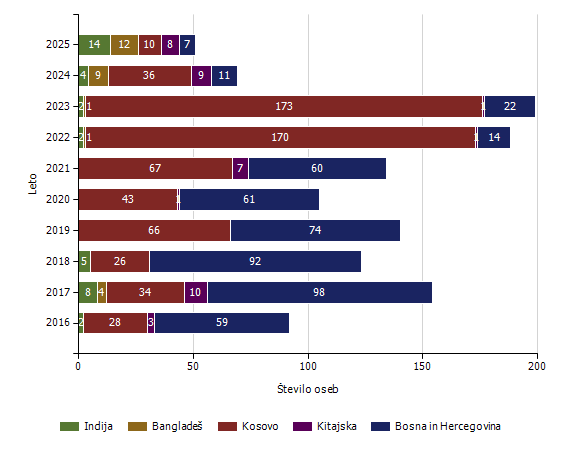 2025 14 12 10 8 7
2024 4 9 36 9 11
2023 2 1 173 1 22
2022 2 1 170 1 14
2021 67 7 60
2020 43 1 61
2019 66 74
2018 5 26 92
2017 8 4 34 10 98
2016 2 28 3 59
Leto
0 50 100 150 200
Število oseb
Indija Bangladeš Kosovo Kitajska Bosna in Hercegovina